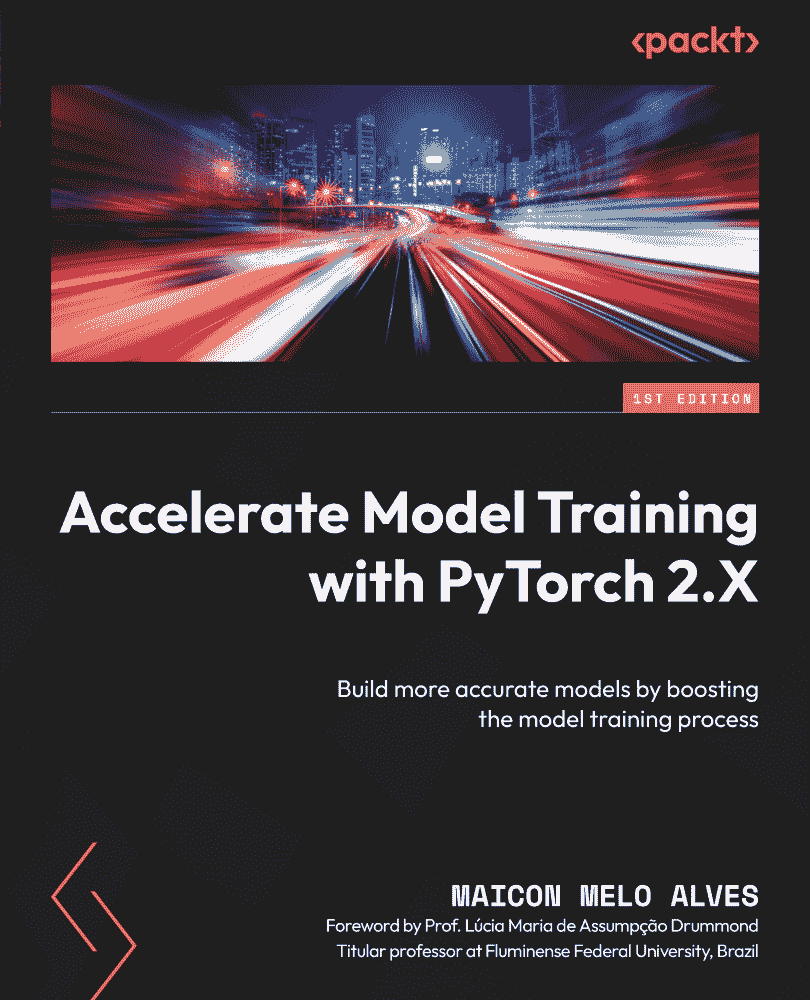 <packt>
1ST EDITION
Accelerate Model Training
with PyTorch 2.X
Build more accurate models by boosting
the model training process
MAICON MELO ALVES
Foreword by Prof. Lúcia Maria de Assumpção Drummond
Titular professor at Fluminense Federal University, Brazil